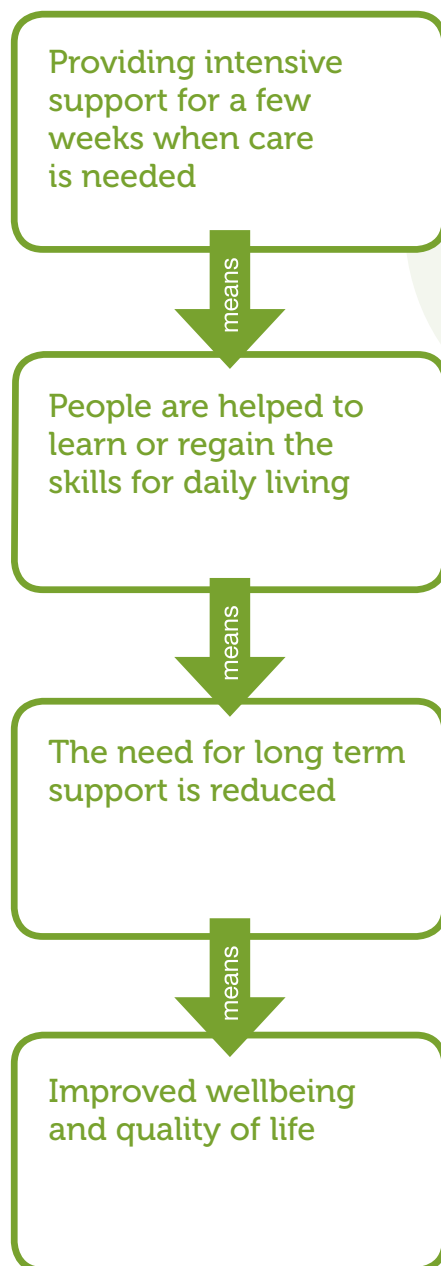 Providing intensive
support for a few
weeks when care
is needed
means
People are helped to
learn or regain the
skills for daily living
means
The need for long term
support is reduced
means
Improved wellbeing
and quality of life